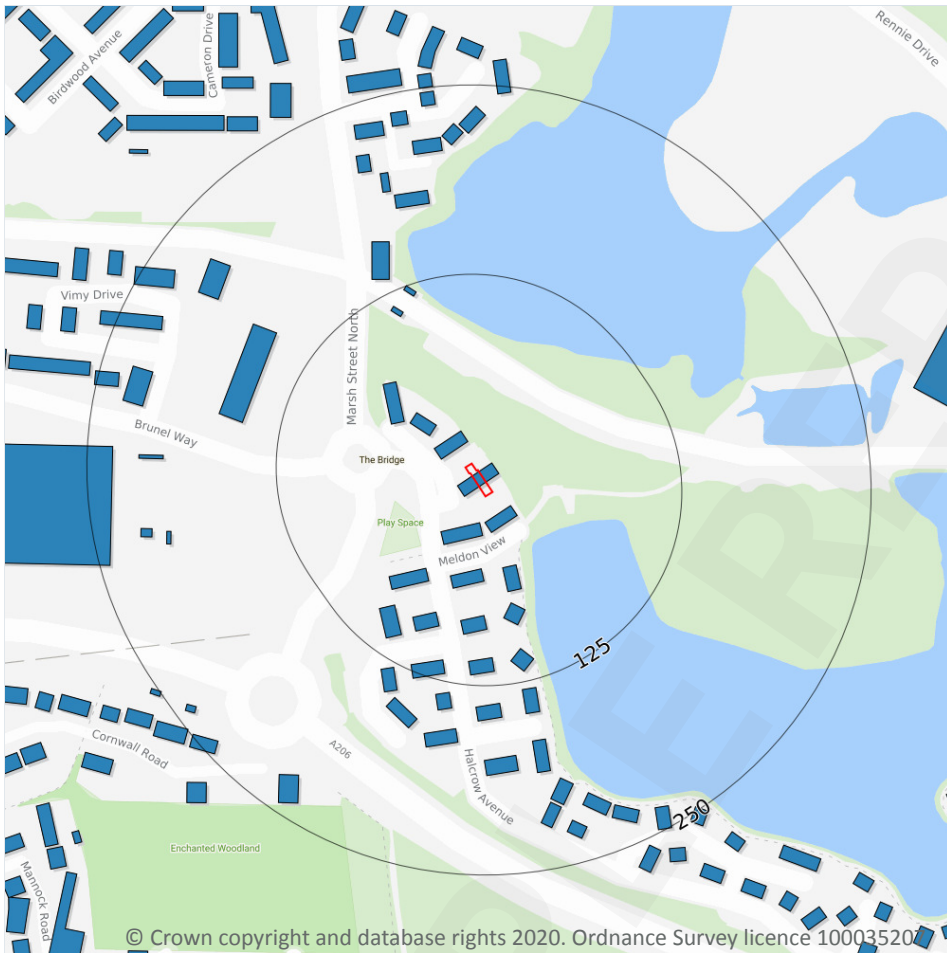 Rennie Drive
Birdwood Avenue
Cameron Drive
Vimy Drive
Marsh Street North
Brunel Way
The Bridge
Play Space
Meldon View
125
A206
Cornwall Road
Halcrow Avenue
250
Enchanted Woodland
Mannock Road
© Crown copyright and database rights 2020. Ordnance Survey licence